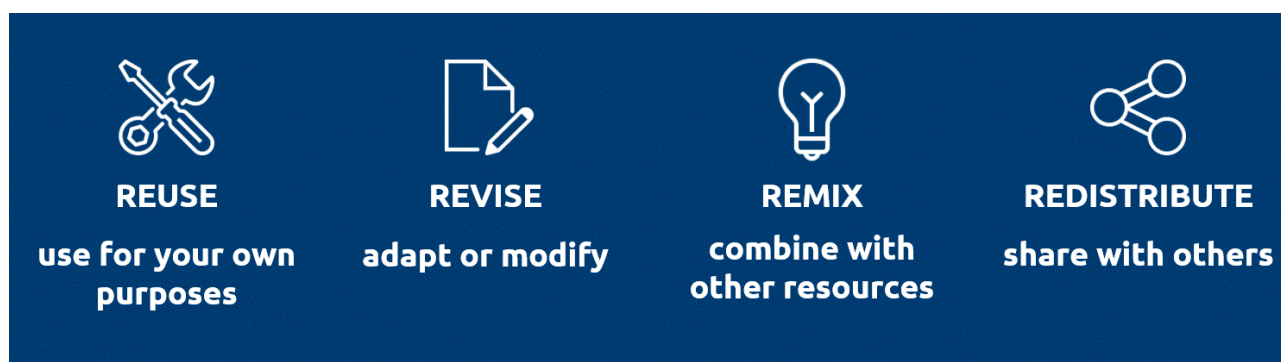 REUSE
use for your own
purposes
REVISE
adapt or modify
REMIX
combine with
other resources
REDISTRIBUTE
share with others